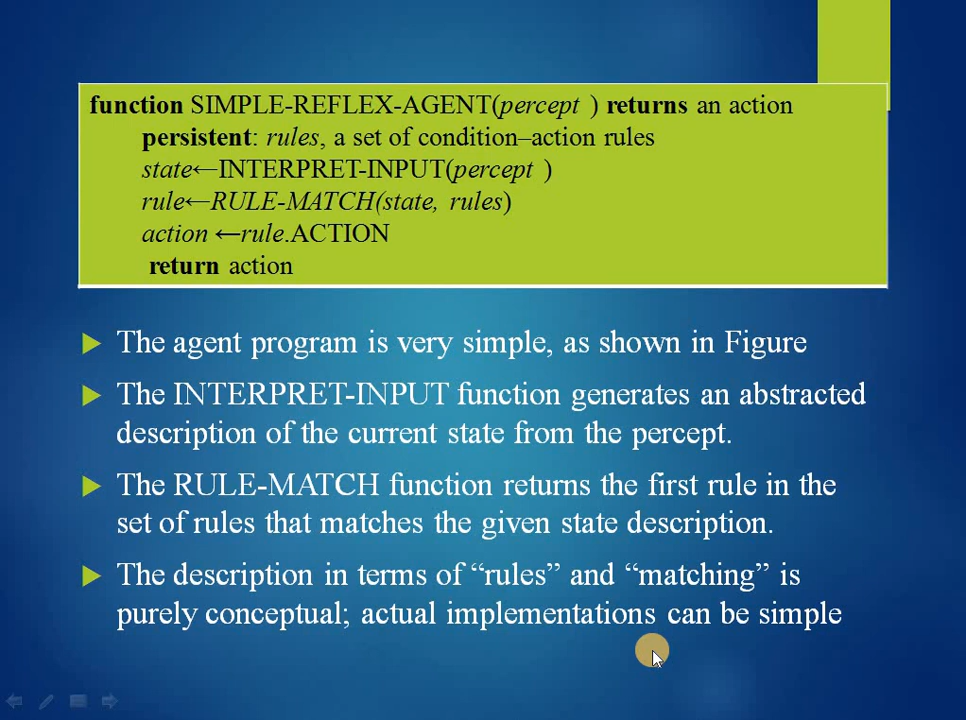 function SIMPLE-REFLEX-AGENT(percept ) returns an action
persistent: rules, a set of condition–action rules
state←INTERPRET-INPUT(percept )
rule←RULE-MATCH(state, rules)
action ←rule.ACTION
return action
The agent program is very simple, as shown in Figure
The INTERPRET-INPUT function generates an abstracted
description of the current state from the percept.
The RULE-MATCH function returns the first rule in the
set of rules that matches the given state description.
The description in terms of “rules” and “matching” is
purely conceptual; actual implementations can be simple